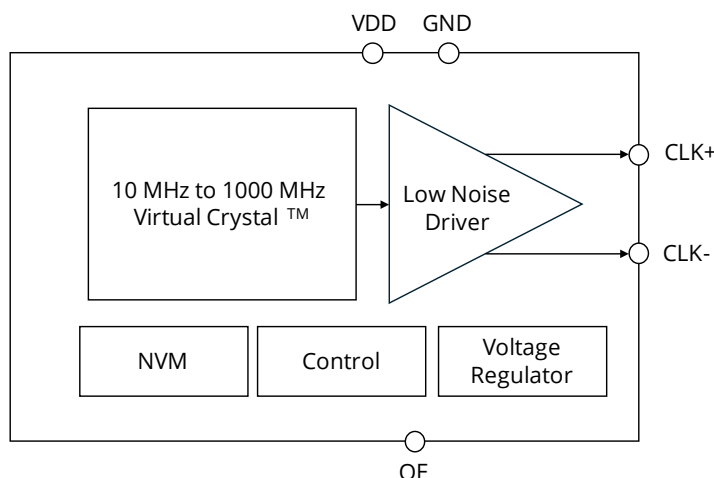 VDD GND
CLK+
10 MHz to 1000 MHz
Virtual Crystal ™
Low Noise
Driver
CLK-
NVM
Control
Voltage
Regulator
OE